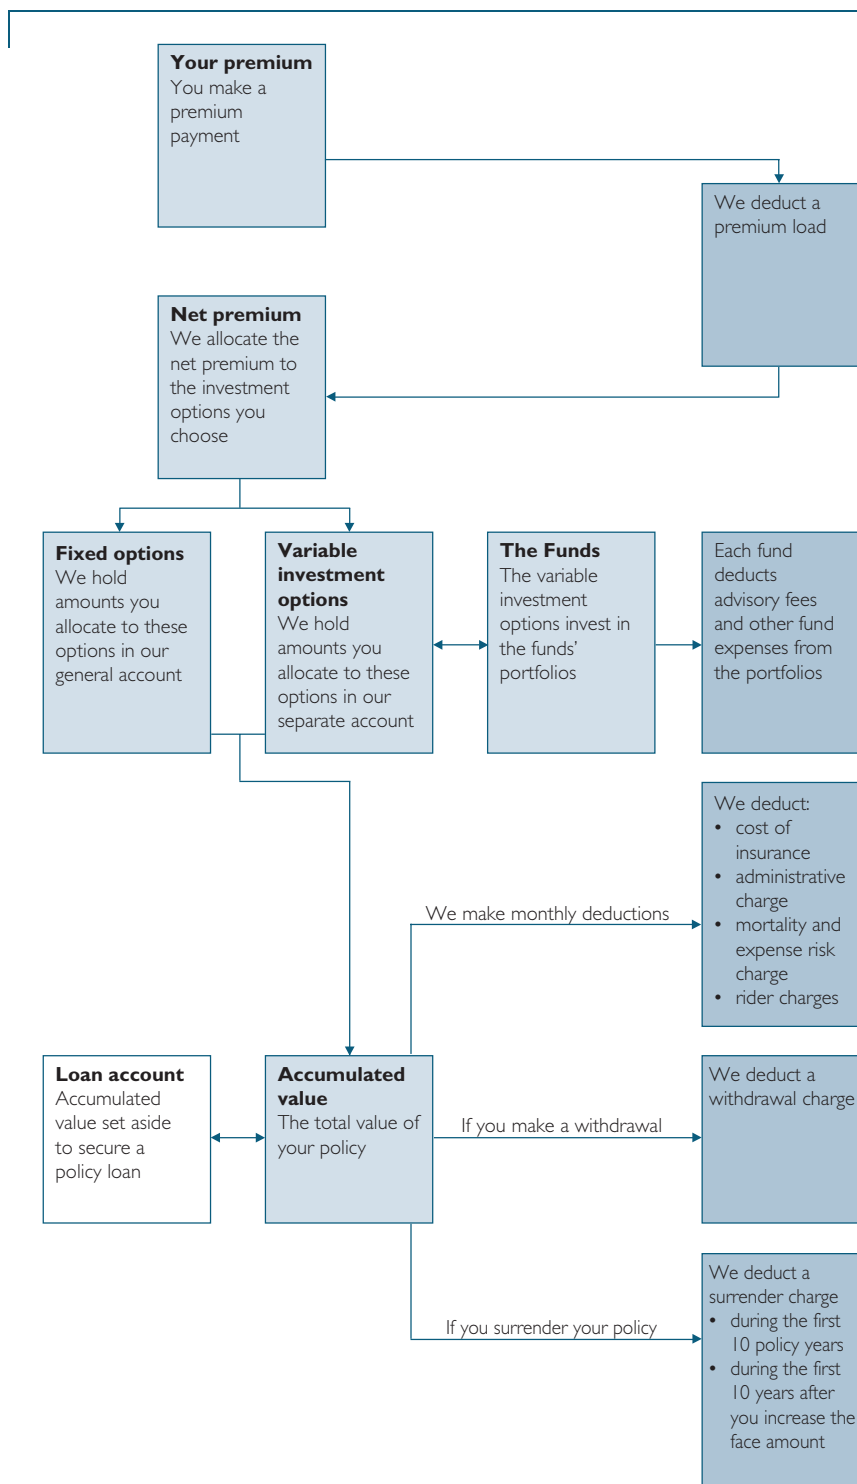 Your premium
You make a
premium
payment
We deduct a
premium load
Net premium
We allocate the
net premium to
the investment
options you
choose
Fixed options
We hold
amounts you
allocate to these
options in our
general account
Variable
investment
options
We hold
amounts you
allocate to these
options in our
separate account
The Funds
The variable
investment
options invest in
the funds'
portfolios
Each fund
deducts
advisory fees
and other fund
expenses from
the portfolios
We make monthly deductions
We deduct:
• cost of
insurance
• administrative
charge
• mortality and
expense risk
charge
• rider charges
Loan account
Accumulated
value set aside
to secure a
policy loan
Accumulated
value
The total value of
your policy
If you make a withdrawal
We deduct a
withdrawal charge
If you surrender your policy
We deduct a
surrender charge
• during the first
10 policy years
• during the first
10 years after
you increase the
face amount